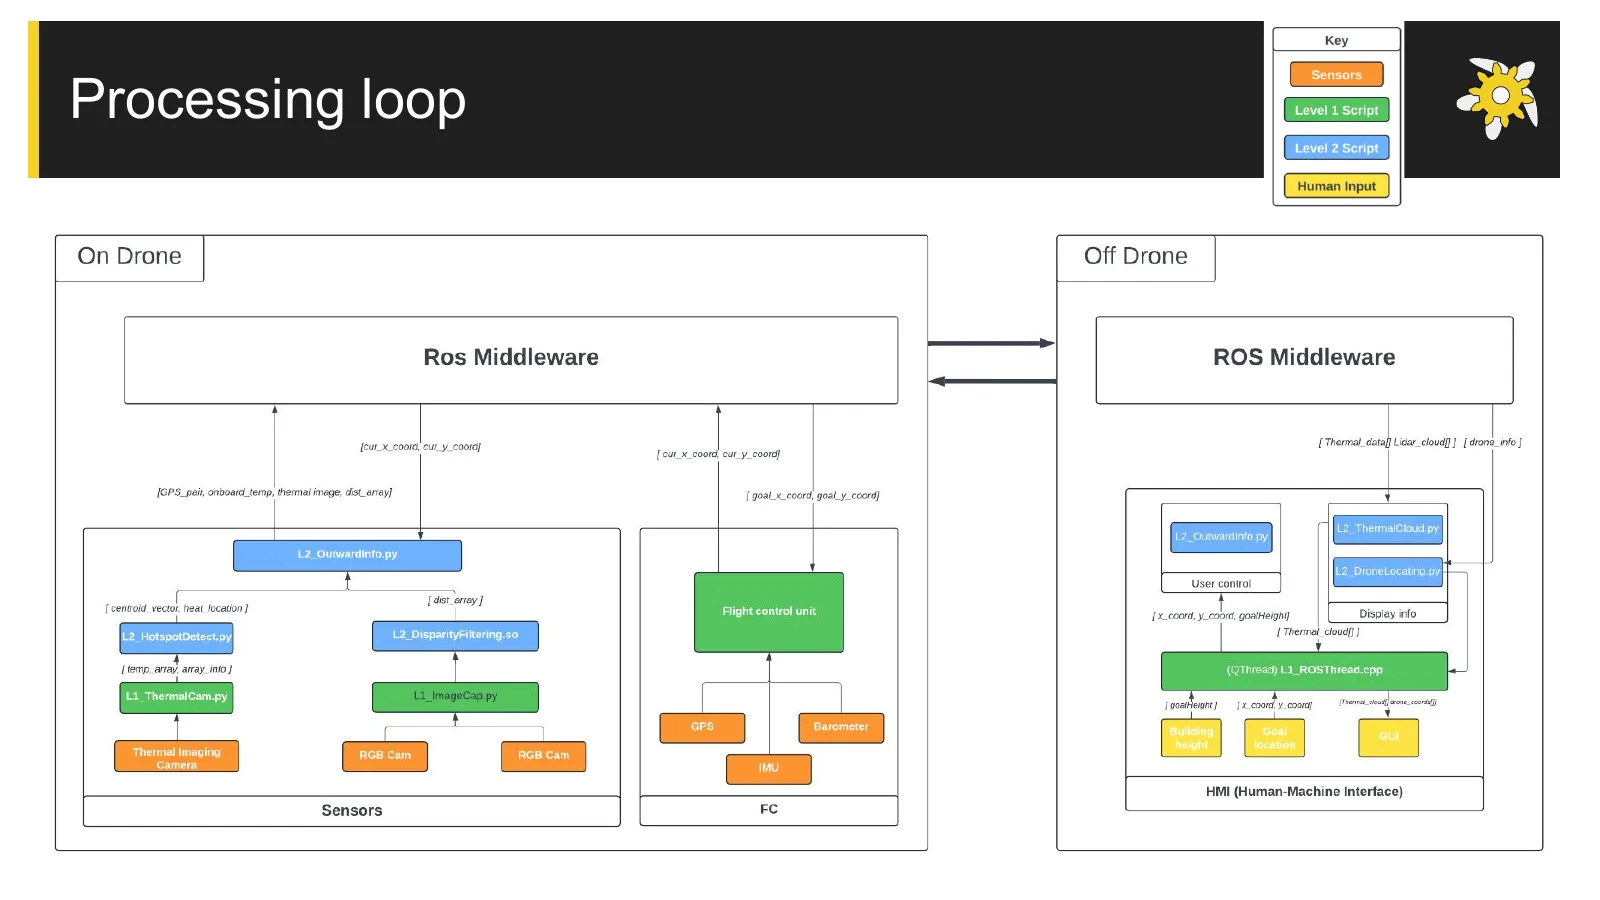 Processing loop
Key
Sensors
Level 1 Script
Level 2 Script
Human Input
On Drone
Ros Middleware
[cur_x_coord, cur_y_coord]
[GPS_pair, onboard_temp, thermal image, dist_array]
[ cur_x_coord, cur_y_coord]
[ goal_x_coord, goal_y_coord]
L2_OutwardInfo.py
[ centroid_vector, heat_location ]
[ dist_array ]
L2_HotspotDetect.py
L2_DisparityFiltering.so
[ temp_array, array_info ]
L1_ThermalCam.py
L1_ImageCap.py
Thermal Imaging
Camera
RGB Cam
RGB Cam
Sensors
Flight control unit
GPS
Barometer
IMU
FC
Off Drone
ROS Middleware
[ Thermal_data[] Lidar_cloud[] ]
[ drone_info ]
L2_OutwardInfo.py
User control
L2_ThermalCloud.py
L2_DroneLocating.py
Display info
[ x_coord, y_coord, goalHeight]
[ Thermal_cloud[] ]
(QThread) L1_ROSThread.cpp
[ goalHeight ]
[ x_coord, y_coord]
[Thermal_cloud[] drone_coords[]]
Building
height
Goal
location
GUI
HMI (Human-Machine Interface)